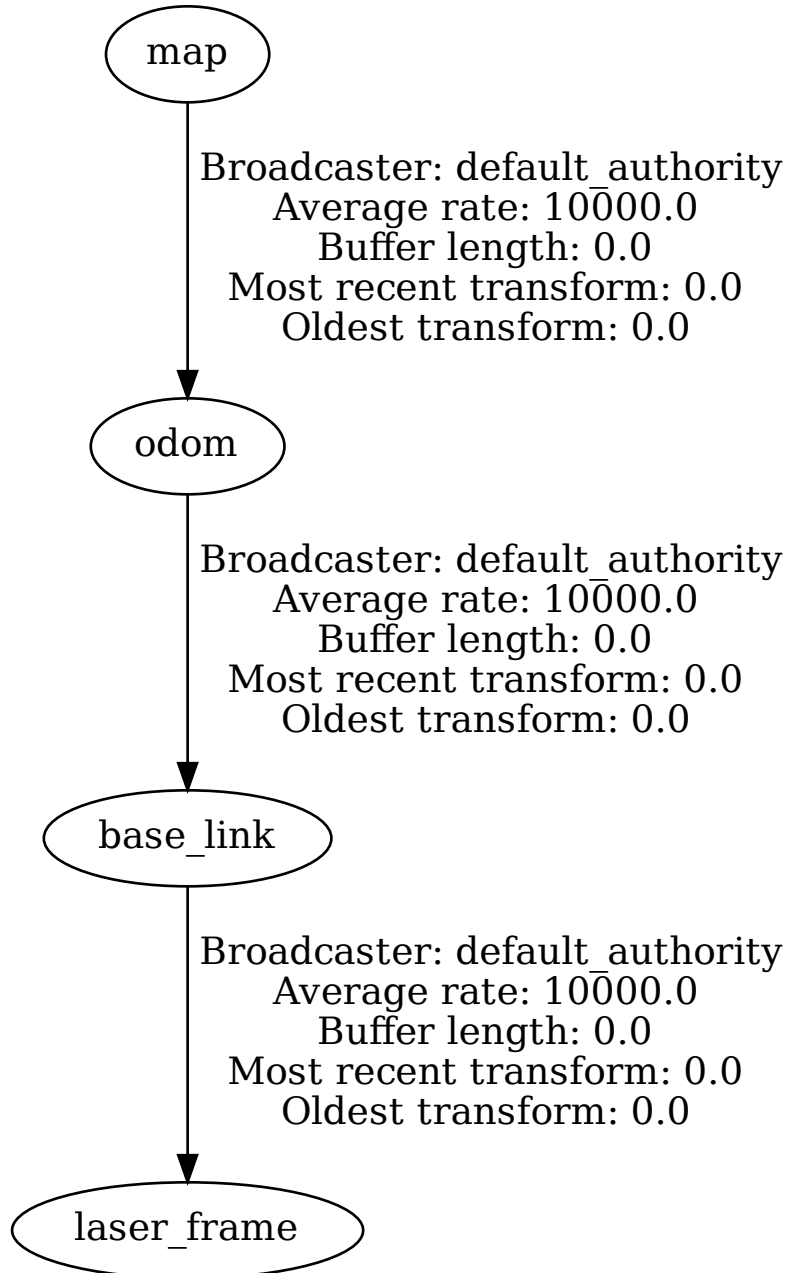 map
Broadcaster: default_authority
Average rate: 10000.0
Buffer length: 0.0
Most recent transform: 0.0
Oldest transform: 0.0
odom
Broadcaster: default_authority
Average rate: 10000.0
Buffer length: 0.0
Most recent transform: 0.0
Oldest transform: 0.0
base_link
Broadcaster: default_authority
Average rate: 10000.0
Buffer length: 0.0
Most recent transform: 0.0
Oldest transform: 0.0
laser_frame